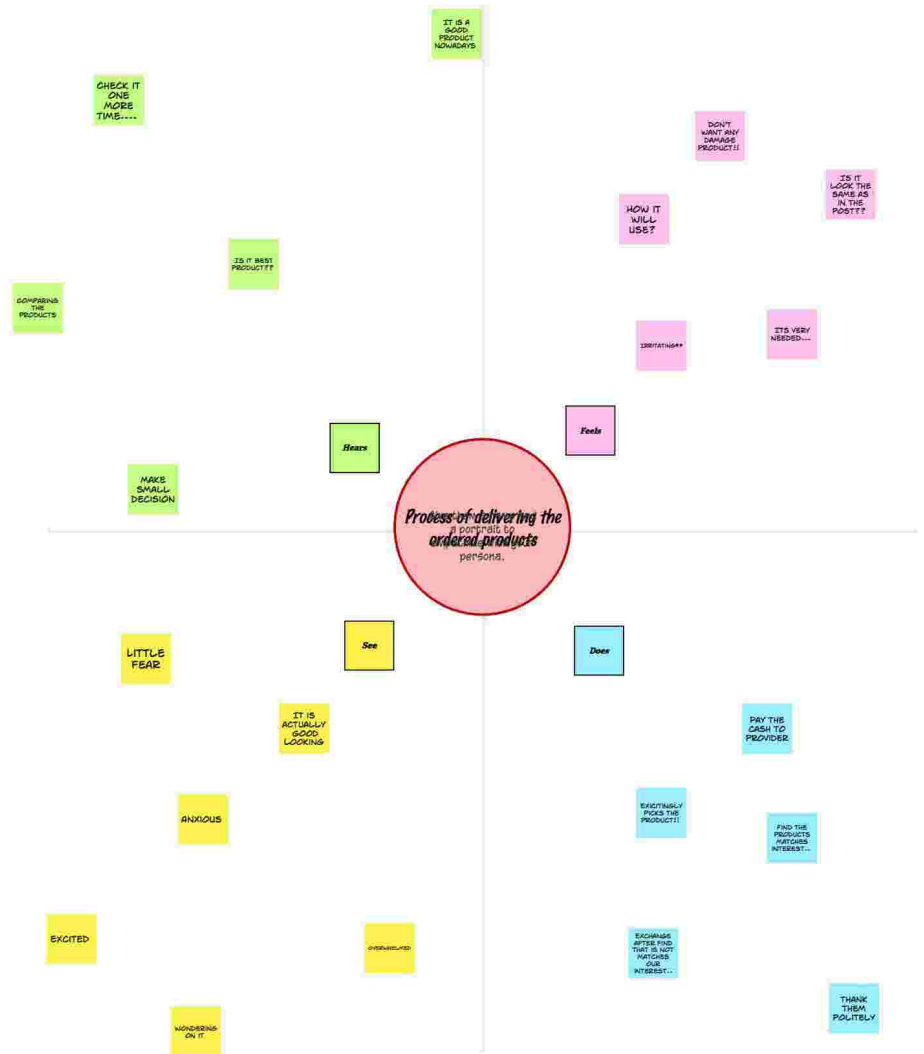 IT IS A
GOOD
PRODUCT
NOWADAYS
CHECK IT
ONE
MORE
TIME....
IS IT BEST
PRODUCT??
COMPARING
THE
PRODUCTS
MAKE
SMALL
DECISION
Hears
DON'T
WANT ANY
DAMAGE
PRODUCT!!
IS IT
LOOK THE
SAME AS
IN THE
POST??
HOW IT
WILL
USE?
IRRITATING**
ITS VERY
NEEDED...
Feels
Process of delivering the
ordered products
a portrait to
persona.
See
LITTLE
FEAR
IT IS
ACTUALLY
GOOD
LOOKING
ANXIOUS
EXCITED
WONDERING
ON IT
Does
PAY THE
CASH TO
PROVIDER
EXICITINGLY
PICKS THE
PRODUCT!!
FIND THE
PRODUCTS
MATCHES
INTEREST...
EXCHANGE
AFTER FIND
THAT IS NOT
MATCHES
OUR
INTEREST...
THANK
THEM
POLITELY